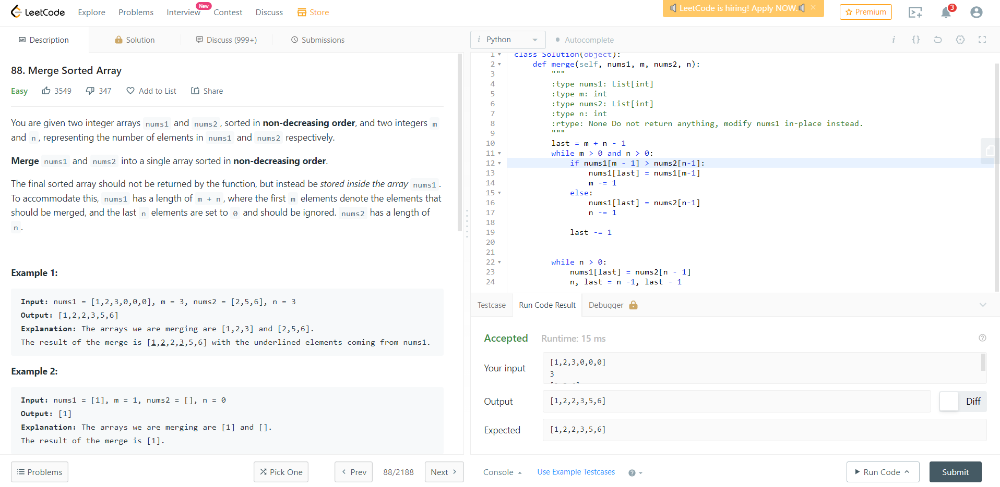 LeetCode
Explore
Problems
Interview
New
Contest
Discuss
Store
LeetCode is hiring! Apply NOW.
Premium
3
Description
Solution
Discuss (999+)
Submissions
i Python
Autocomplete
i
{}
88. Merge Sorted Array
Easy
3549
347
Add to List
Share
You are given two integer arrays nums1 and nums2, sorted in non-decreasing order, and two integers m
and n, representing the number of elements in nums1 and nums2 respectively.
Merge nums1 and nums2 into a single array sorted in non-decreasing order.
The final sorted array should not be returned by the function, but instead be stored inside the array nums1.
To accommodate this, nums1 has a length of m + n, where the first m elements denote the elements that
should be merged, and the last n elements are set to 0 and should be ignored. nums2 has a length of
n.
Example 1:
Input: nums1 = [1,2,3,0,0,0], m = 3, nums2 = [2,5,6], n = 3
Output: [1,2,2,3,5,6]
Explanation: The arrays we are merging are [1,2,3] and [2,5,6].
The result of the merge is [1,2,2,3,5,6] with the underlined elements coming from nums1.
Example 2:
Input: nums1 = [1], m = 1, nums2 = [], n = 0
Output: [1]
Explanation: The arrays we are merging are [1] and [].
The result of the merge is [1].
Problems
Pick One
Prev
88/2188
Next
1 class Solution(object):
2 def merge(self, nums1, m, nums2, n):
3 """
4 :type nums1: List[int]
5 :type m: int
6 :type nums2: List[int]
7 :type n: int
8 :rtype: None Do not return anything, modify nums1 in-place instead.
9 """
10 last = m + n - 1
11 while m > 0 and n > 0:
12 if nums1[m - 1] > nums2[n-1]:
13 nums1[last] = nums1[m-1]
14 m -= 1
15 else:
16 nums1[last] = nums2[n-1]
17 n -= 1
18
19 last -= 1
20
21
22 while n > 0:
23 nums1[last] = nums2[n - 1]
24 n, last = n -1, last - 1
Testcase
Run Code Result
Debugger
Accepted
Runtime: 15 ms
Your input
[1,2,3,0,0,0]
3
Output
[1,2,2,3,5,6]
Diff
Expected
[1,2,2,3,5,6]
Console
Use Example Testcases
Run Code
Submit